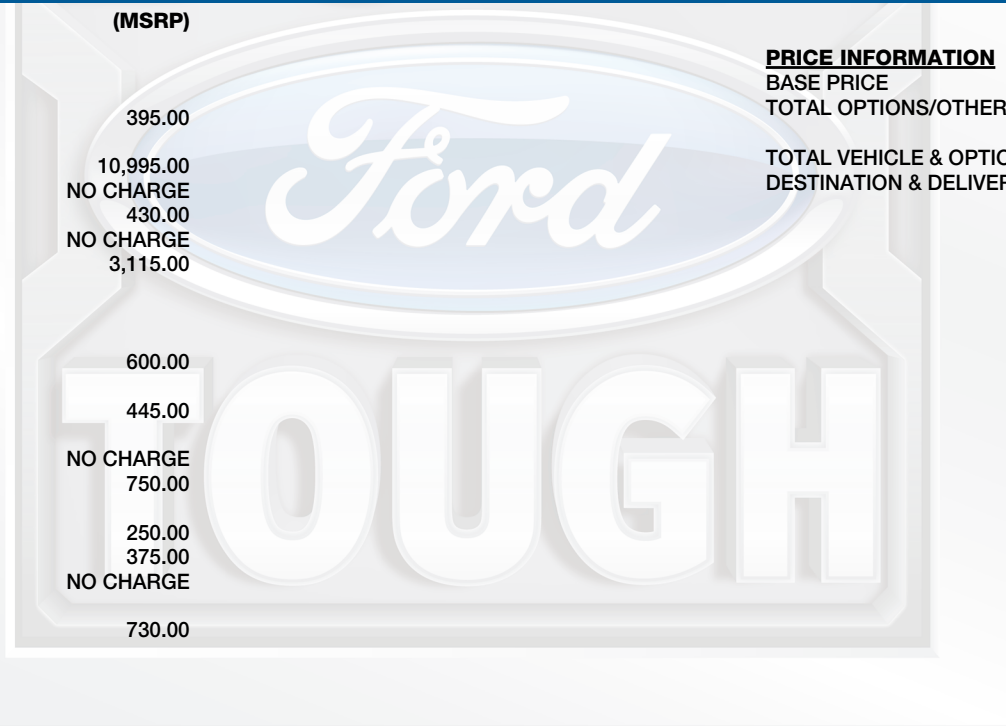 (MSRP)
395.00
10,995.00
NO CHARGE
430.00
NO CHARGE
3,115.00
600.00
445.00
NO CHARGE
750.00
250.00
375.00
NO CHARGE
730.00
PRICE INFORMATION
BASE PRICE
TOTAL OPTIONS/OTHER
TOTAL VEHICLE &
DESTINATION &
Ford
TOUGH